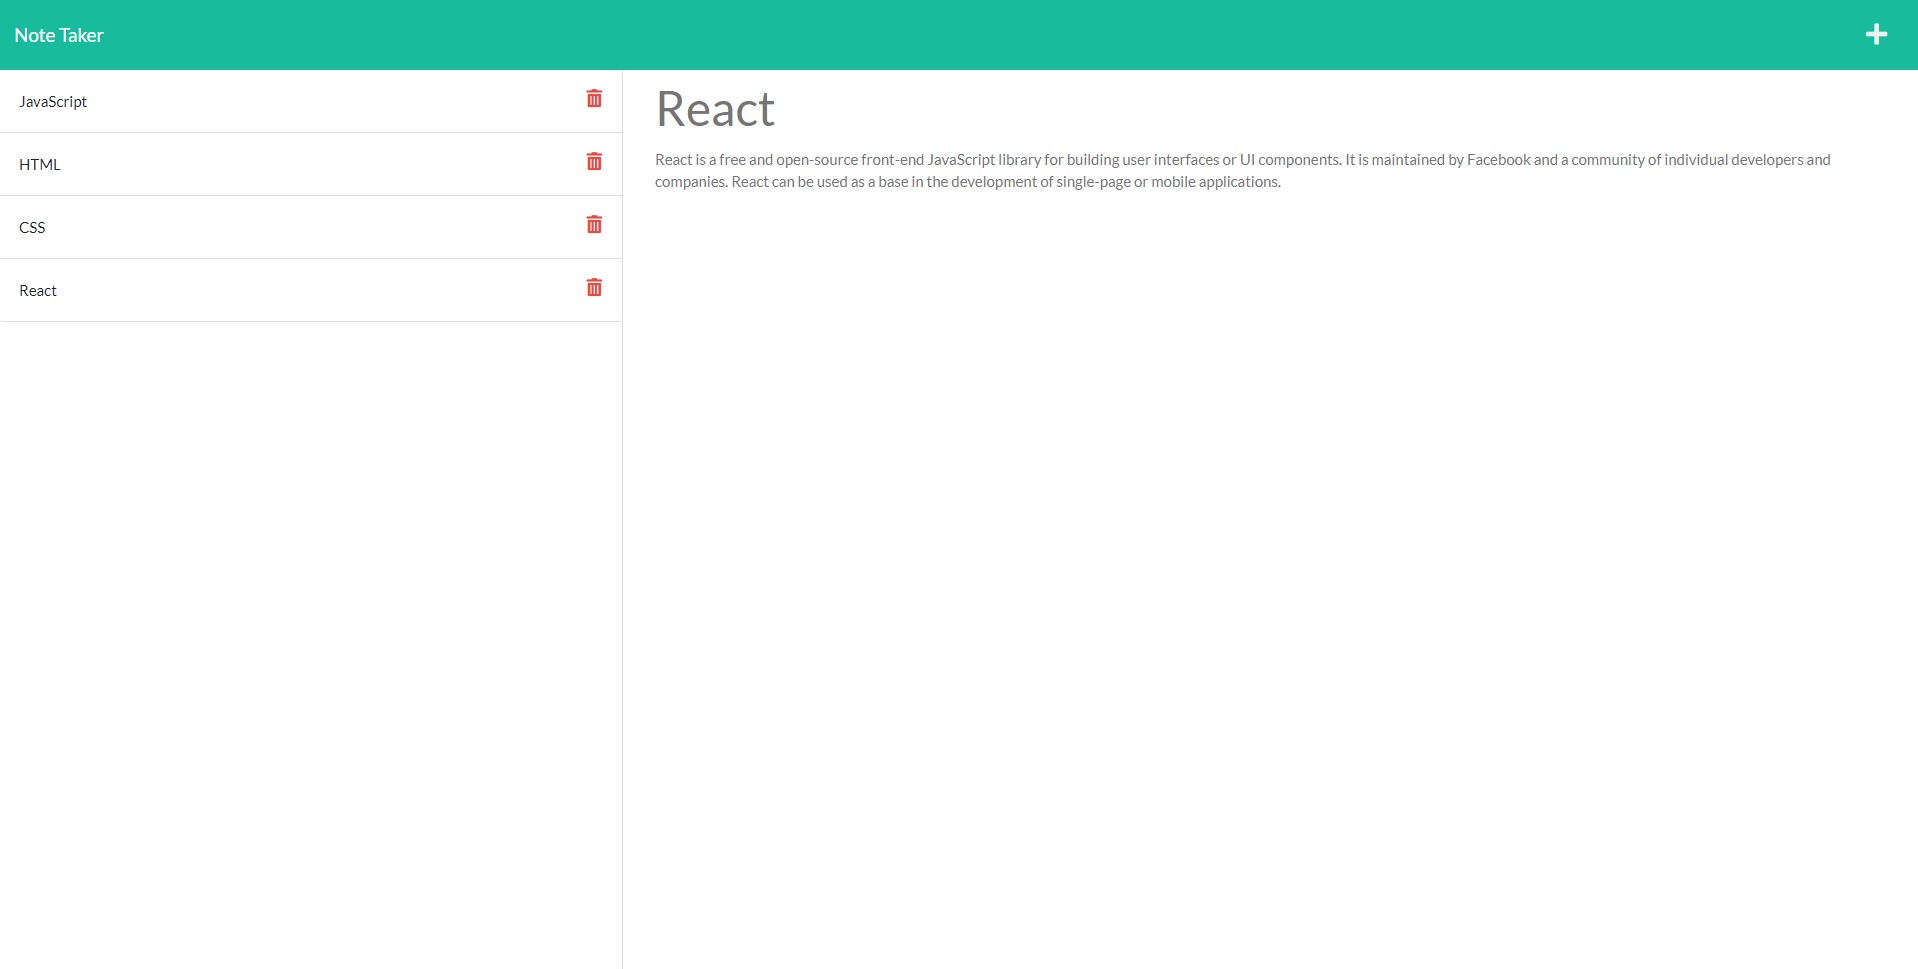 Note Taker
JavaScript
HTML
CSS
React
React
React is a free and open-source front-end JavaScript library for building user interfaces or UI components. It is maintained by Facebook and a community of individual developers and
companies. React can be used as a base in the development of single-page or mobile applications.